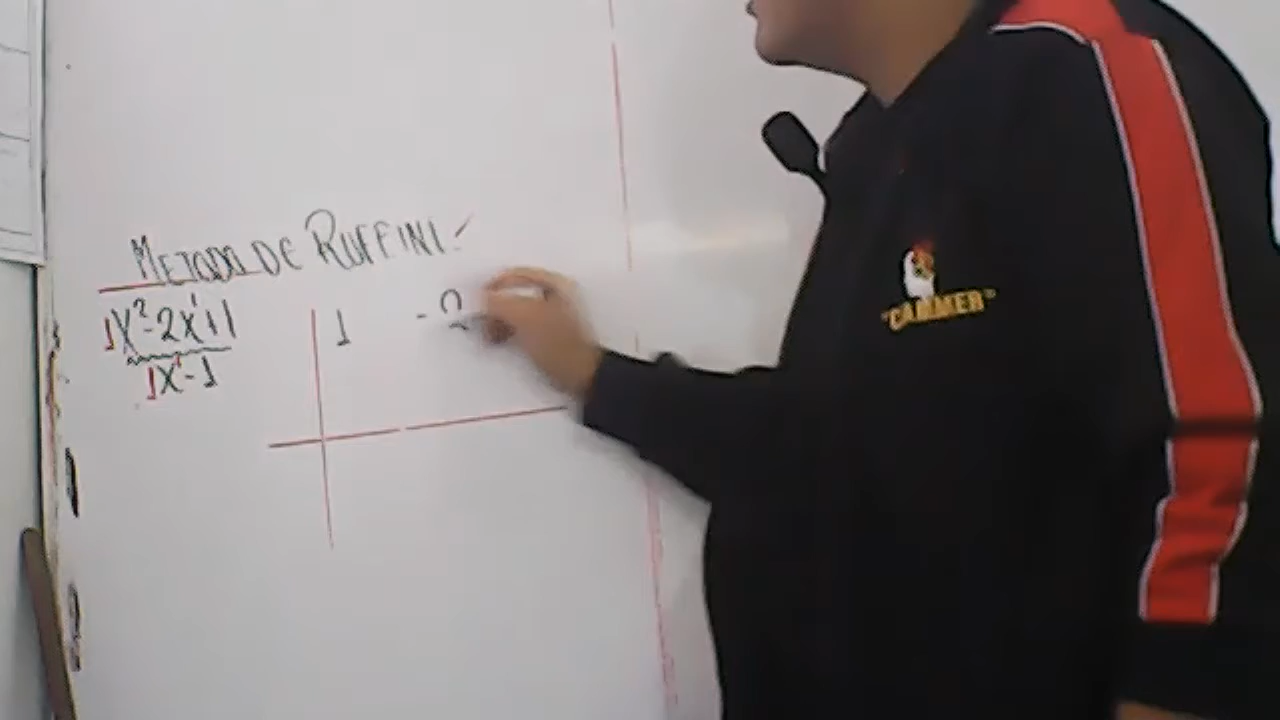 METODO DE RUFFINI
1x²-2x¹+1
1x¹-1
1 -2
"CAMMER"